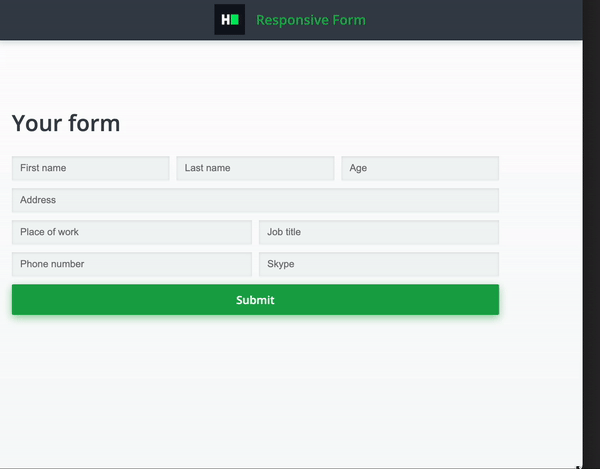 H
Responsive Form
Your form
First name Last name Age
Address
Place of work Job title
Phone number Skype
Submit